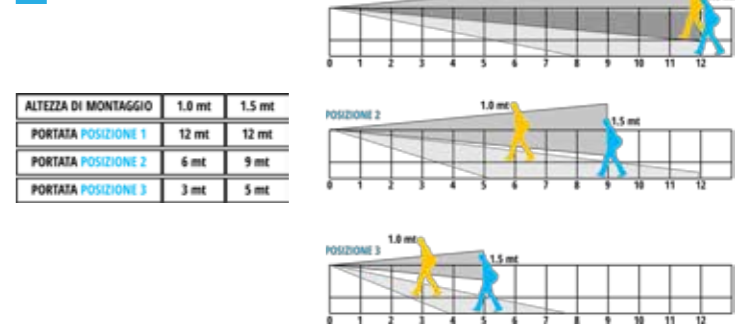 0 1 2 3 4 5 6 7 8 9 10 11 12
ALTEZZA DI MONTAGGIO 1.0 mt 1.5 mt
PORTATA POSIZIONE 1 12 mt 12 mt
PORTATA POSIZIONE 2 6 mt 9 mt
PORTATA POSIZIONE 3 3 mt 5 mt
POSIZIONE 2
1.0 mt
1.5 mt
0 1 2 3 4 5 6 7 8 9 10 11 12
POSIZIONE 3
1.0 mt
1.5 mt
0 1 2 3 4 5 6 7 8 9 10 11 12